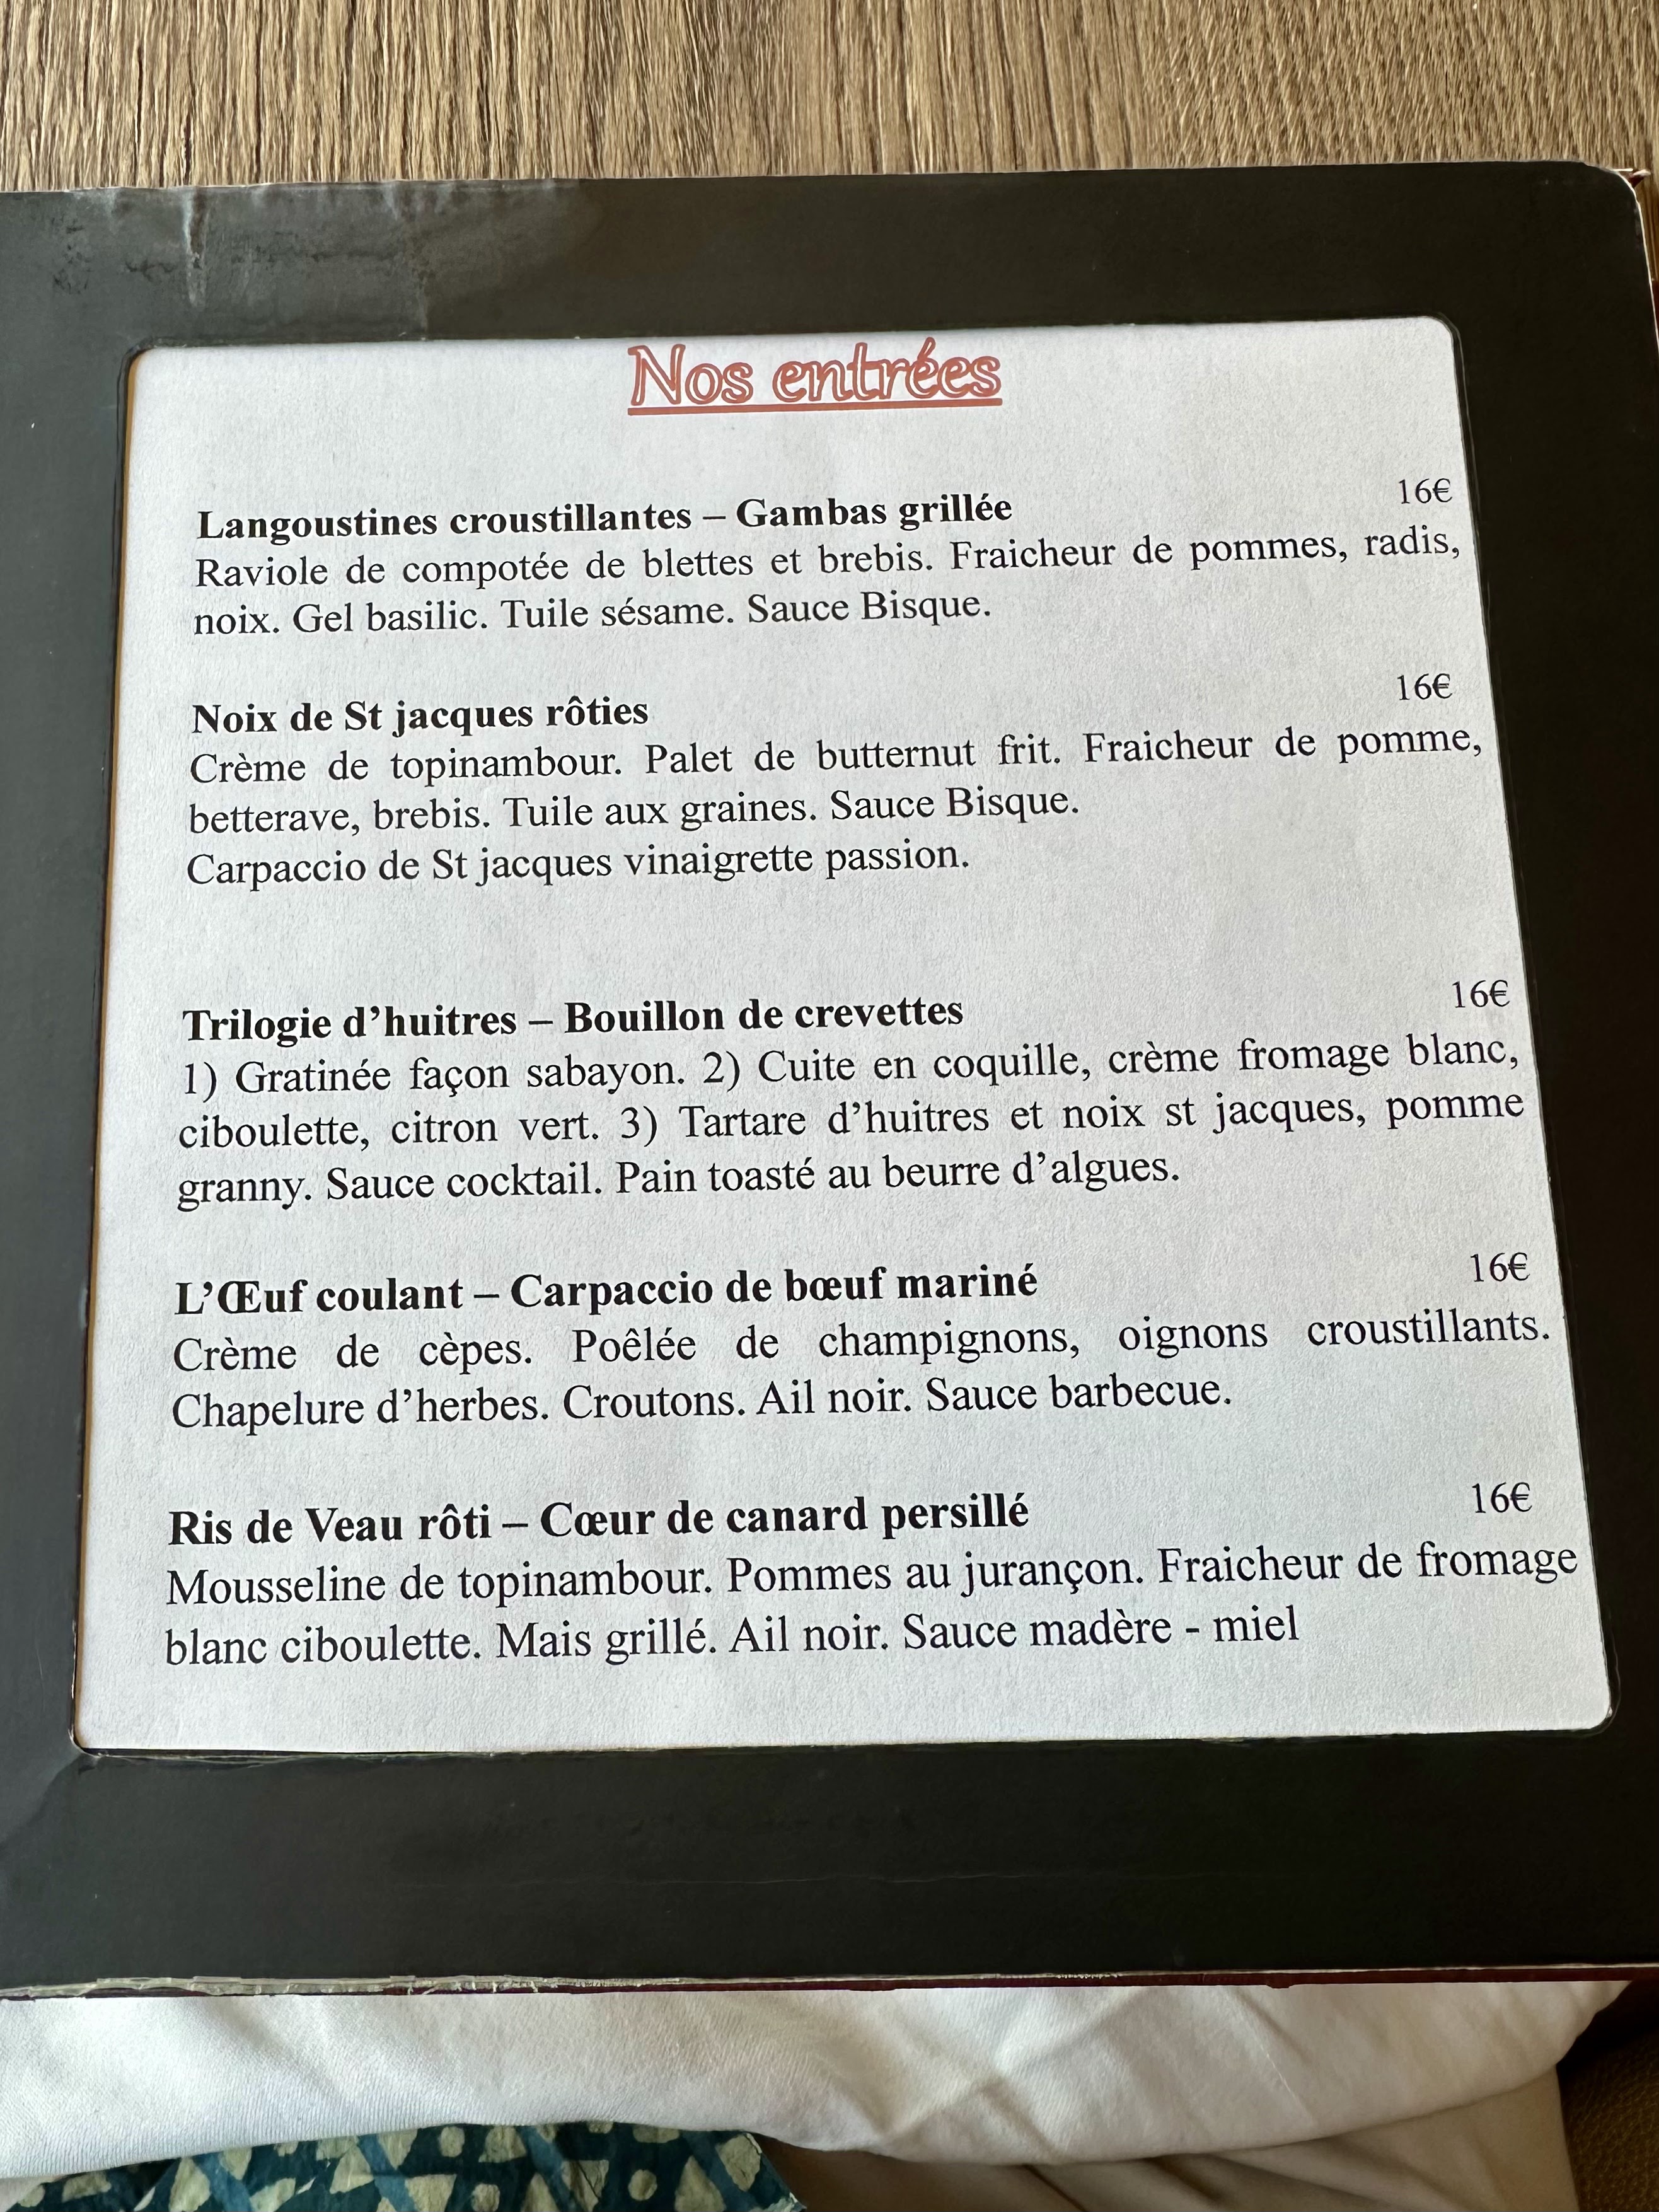 Nos entrées
Langoustines croustillantes – Gambas grillée 16€
Raviole de compotée de blettes et brebis. Fraicheur de pommes, radis,
noix. Gel basilic. Tuile sésame. Sauce Bisque.
Noix de St jacques rôties 16€
Crème de topinambour. Palet de butternut frit. Fraicheur de pomme,
betterave, brebis. Tuile aux graines. Sauce Bisque.
Carpaccio de St jacques vinaigrette passion.
Trilogie d’huitres – Bouillon de crevettes 16€
1) Gratinée façon sabayon. 2) Cuite en coquille, crème fromage blanc,
ciboulette, citron vert. 3) Tartare d’huitres et noix st jacques, pomme
granny. Sauce cocktail. Pain toasté au beurre d’algues.
L’Œuf coulant – Carpaccio de bœuf mariné 16€
Crème de cèpes. Poêlée de champignons, oignons croustillants.
Chapelure d’herbes. Croutons. Ail noir. Sauce barbecue.
Ris de Veau rôti – Cœur de canard persillé 16€
Mousseline de topinambour. Pommes au jurançon. Fraicheur de fromage
blanc ciboulette. Mais grillé. Ail noir. Sauce madère - miel